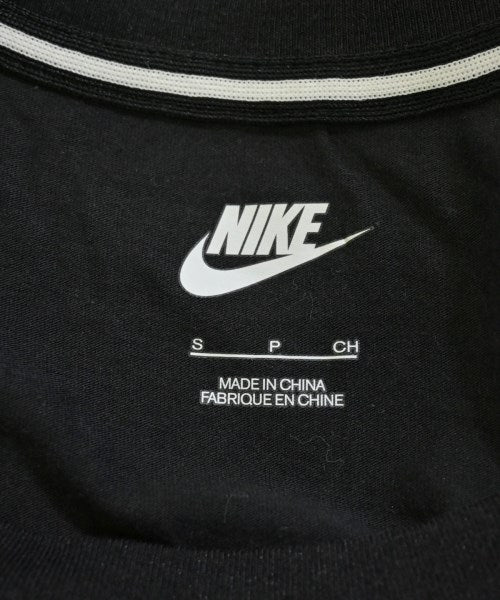 NIKE
S P CH
MADE IN CHINA
FABRIQUE EN CHINE